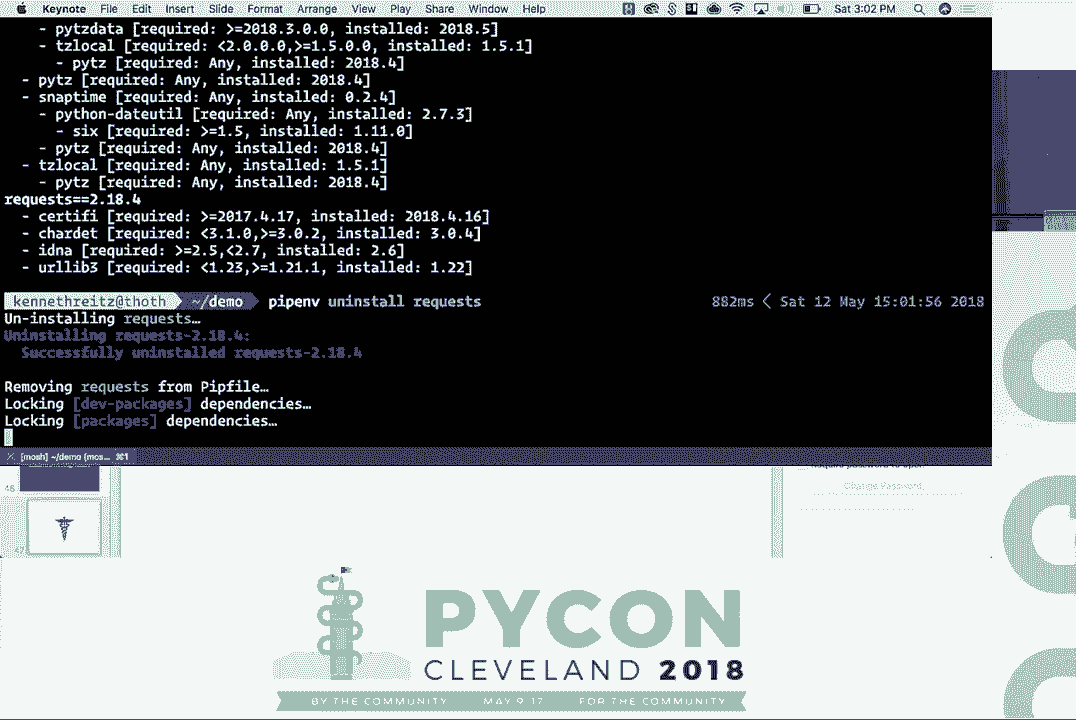 Keynote File Edit Insert Slide Format Arrange View Play Share Window Help Sat 3:02 PM
- pytzdata [required: >=2018.3.0.0, installed: 2018.5]
- tzlocal [required: <2.0.0.0,>=1.5.0.0, installed: 1.5.1]
- pytz [required: Any, installed: 2018.4]
- pytz [required: Any, installed: 2018.4]
- snaptime [required: Any, installed: 0.2.4]
- python-dateutil [required: Any, installed: 2.7.3]
- six [required: >=1.5, installed: 1.11.0]
- pytz [required: Any, installed: 2018.4]
- tzlocal [required: Any, installed: 1.5.1]
- pytz [required: Any, installed: 2018.4]
requests==2.18.4
- certifi [required: >=2017.4.17, installed: 2018.4.16]
- chardet [required: <3.1.0,>=3.0.2, installed: 3.0.4]
- idna [required: >=2.5,<2.7, installed: 2.6]
- urllib3 [required: <1.23,>=1.21.1, installed: 1.22]
kennethreitz@thoth ~/demo pipenv uninstall requests 882ms < Sat 12 May 15:01:56 2018
Un-installing requests…
Uninstalling requests-2.18.4:
Successfully uninstalled requests-2.18.4
Removing requests from Pipfile…
Locking [dev-packages] dependencies…
Locking [packages] dependencies…
[mosh] ~/demo (mos... ⌘1
46
Change Password
47
PYCON
CLEVELAND 2018
BY THE COMMUNITY MAY 9-17 FOR THE COMMUNITY